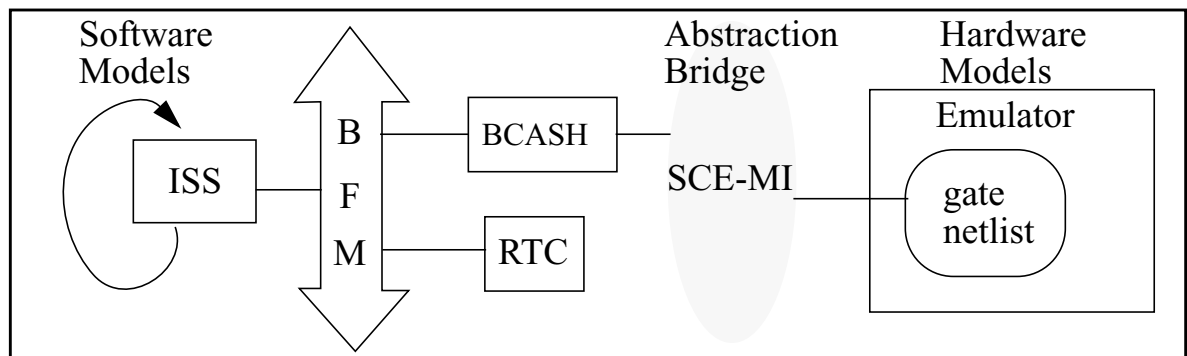 Software
Models
Abstraction
Bridge
Hardware
Models
Emulator
ISS
B
F
M
BCASH
RTC
SCE-MI
gate
netlist